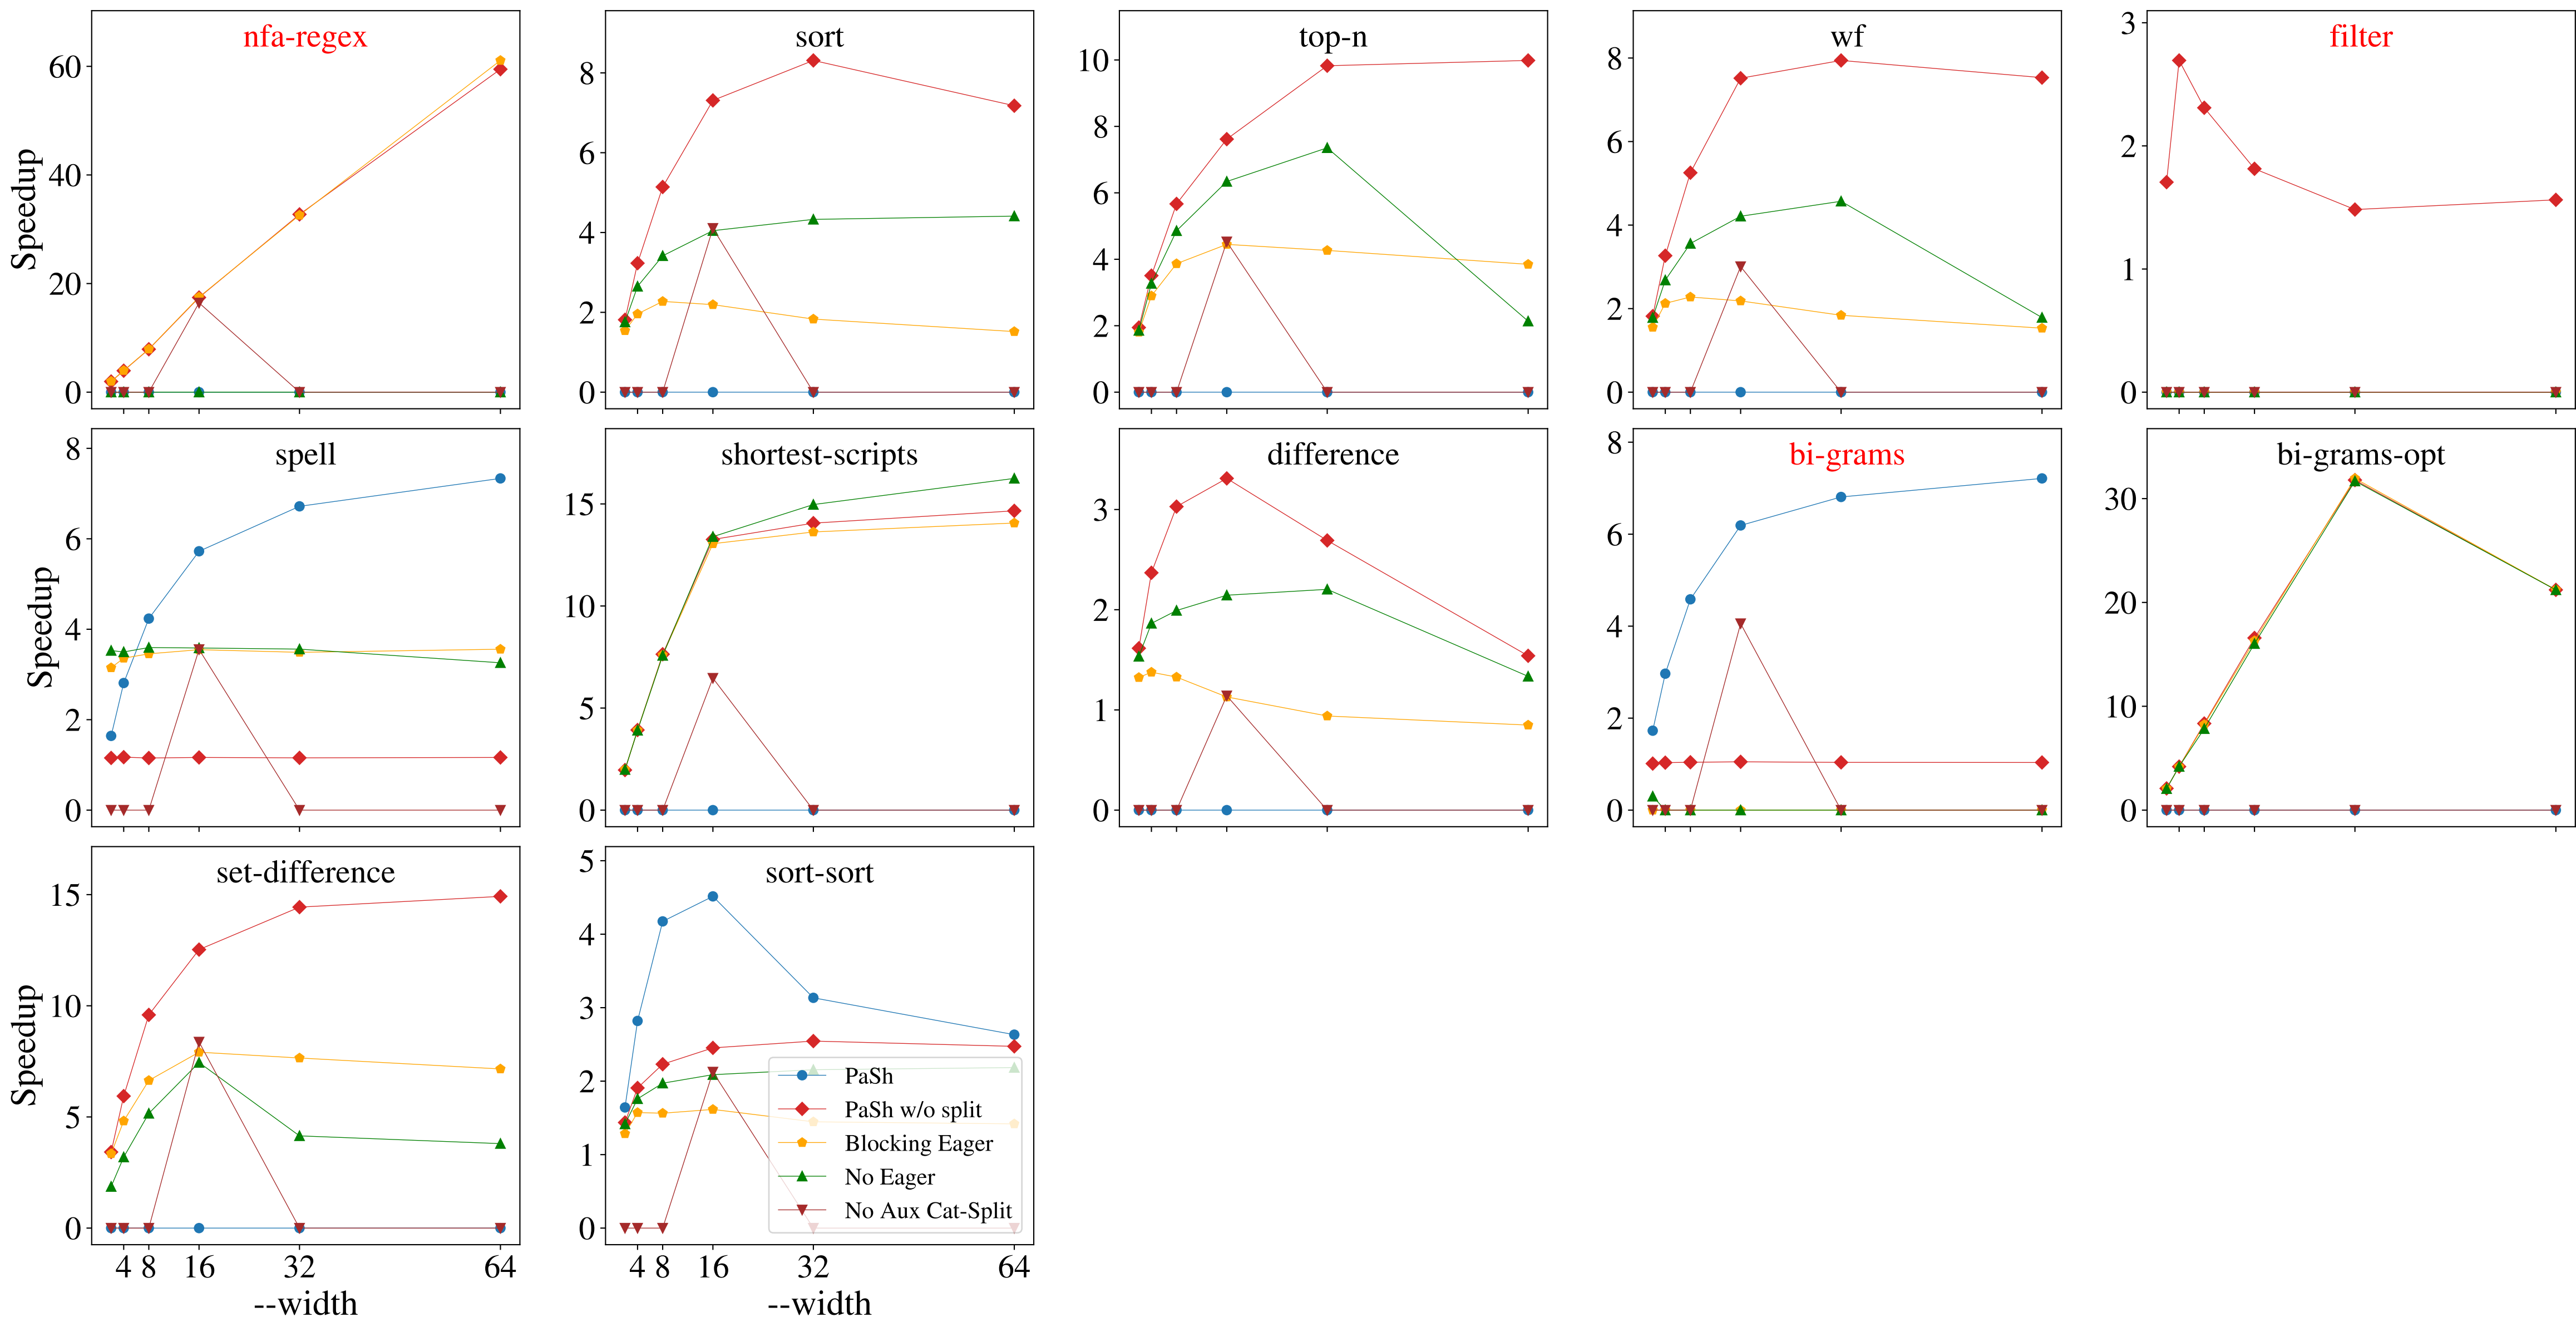 nfa-regex
Speedup
60
40
20
0
sort
8
6
4
2
0
top-n
10
8
6
4
2
0
wf
8
6
4
2
0
filter
3
2
1
0
spell
Speedup
8
6
4
2
0
shortest-scripts
15
10
5
0
difference
3
2
1
0
bi-grams
8
6
4
2
0
bi-grams-opt
30
20
10
0
set-difference
Speedup
15
10
5
0
4 8 16 32 64
--width
sort-sort
5
4
3
2
1
0
PaSh
PaSh w/o split
Blocking Eager
No Eager
No Aux Cat-Split
4 8 16 32 64
--width